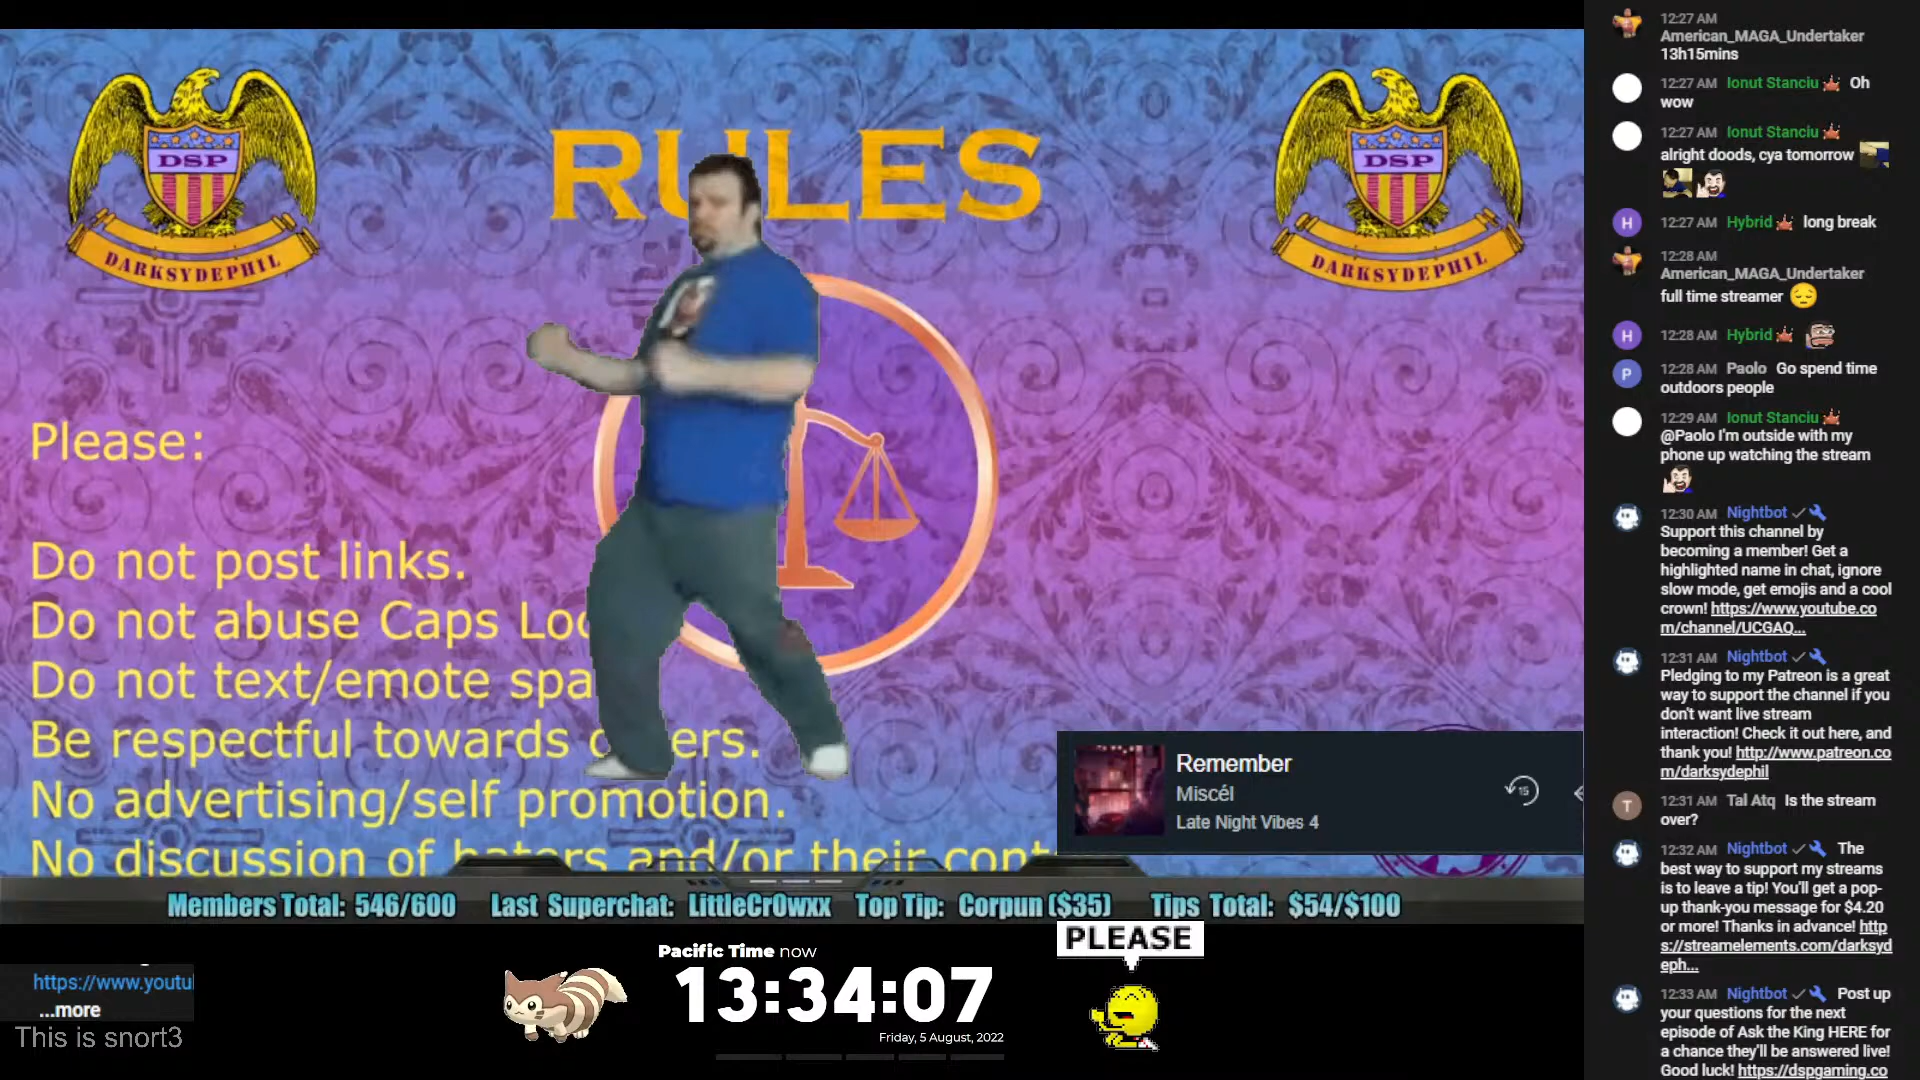 DSP
DARKSYDEPHIL
RULES
DSP
DARKSYDEPHIL
Please:
Do not post links.
Do not abuse Caps Loc
Do not text/emote spa
Be respectful towards ers.
No advertising/self promotion.
No discussion of haters and/or their cont
Remember
Miscél
Late Night Vibes 4
15
Members Total: 546/600 Last Superchat: LittleCr0wxx Top Tip: Corpun ($35) Tips Total: $54/$100
https://www.youtu
...more
This is snort3
Pacific Time now
13:34:07
Friday, 5 August, 2022
PLEASE
12:27 AM
American_MAGA_Undertaker
13h15mins
12:27 AM Ionut Stanciu Oh
wow
12:27 AM Ionut Stanciu
alright doods, cya tomorrow
H 12:27 AM Hybrid long break
12:28 AM
American_MAGA_Undertaker
full time streamer
H 12:28 AM Hybrid
P 12:28 AM Paolo Go spend time
outdoors people
12:29 AM Ionut Stanciu
@Paolo I'm outside with my
phone up watching the stream
12:30 AM Nightbot
Support this channel by
becoming a member! Get a
highlighted name in chat, ignore
slow mode, get emojis and a cool
crown! https://www.youtube.co
m/channel/UCGAQ...
12:31 AM Nightbot
Pledging to my Patreon is a great
way to support the channel if you
don't want live stream
interaction! Check it out here, and
thank you! http://www.patreon.co
m/darksydephil
T 12:31 AM Tal Atq Is the stream
over?
12:32 AM Nightbot The
best way to support my streams
is to leave a tip! You'll get a pop-
up thank-you message for $4.20
or more! Thanks in advance! http
s://streamelements.com/darksyd
eph...
12:33 AM Nightbot Post up
your questions for the next
episode of Ask the King HERE for
a chance they'll be answered live!
Good luck! https://dspgaming.co